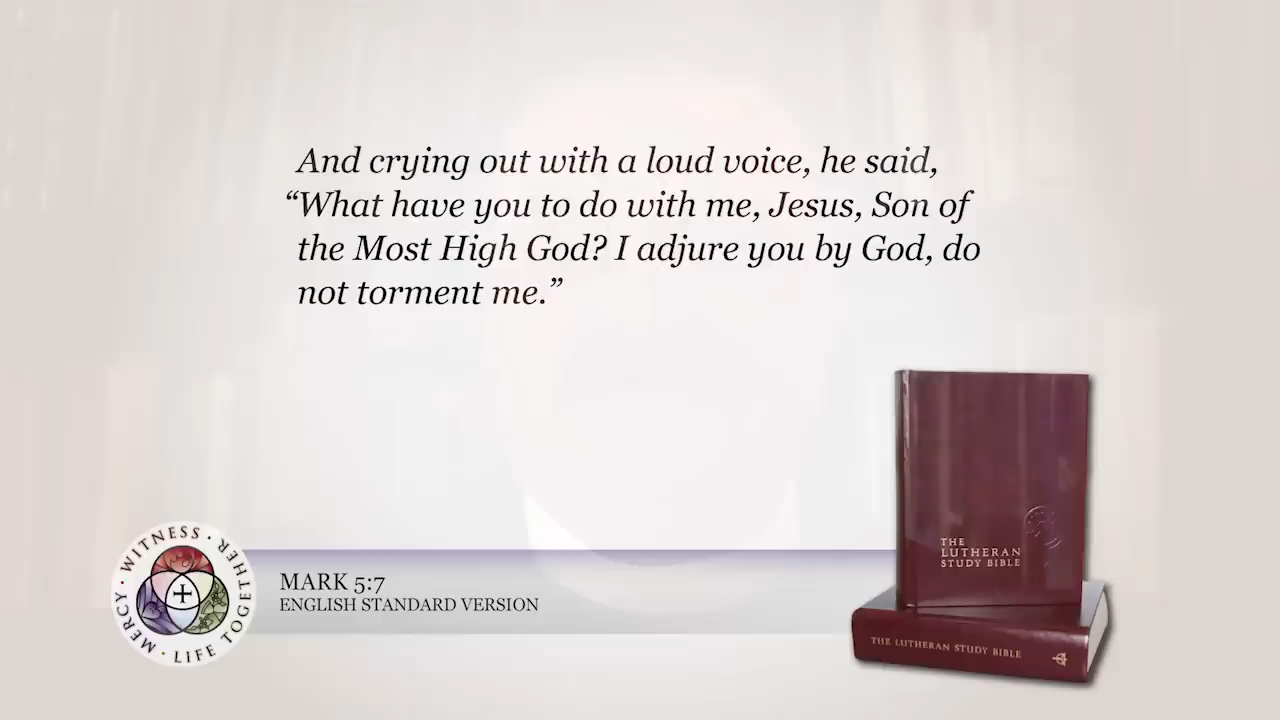 And crying out with a loud voice, he said,
“What have you to do with me, Jesus, Son of
the Most High God? I adjure you by God, do
not torment me.”
MARK 5:7
ENGLISH STANDARD VERSION
MERCY · WITNESS · LIFE TOGETHER
THE
LUTHERAN
STUDY BIBLE
THE LUTHERAN STUDY BIBLE